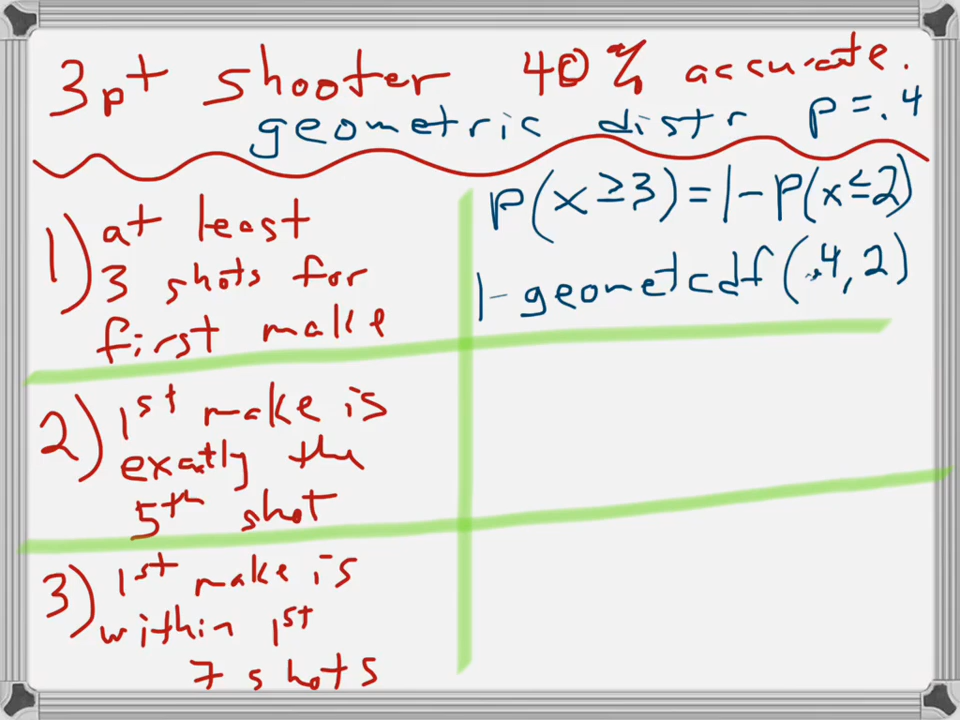 3pt shooter 40% accurate.
geometric distr p=.4
1) at least
3 shots for
first make
P(x≥3)=1-P(x≤2)
1-geometcdf(.4,2)
2) 1st make is
exactly the
5th shot
3) 1st make is
within 1st
7 shots